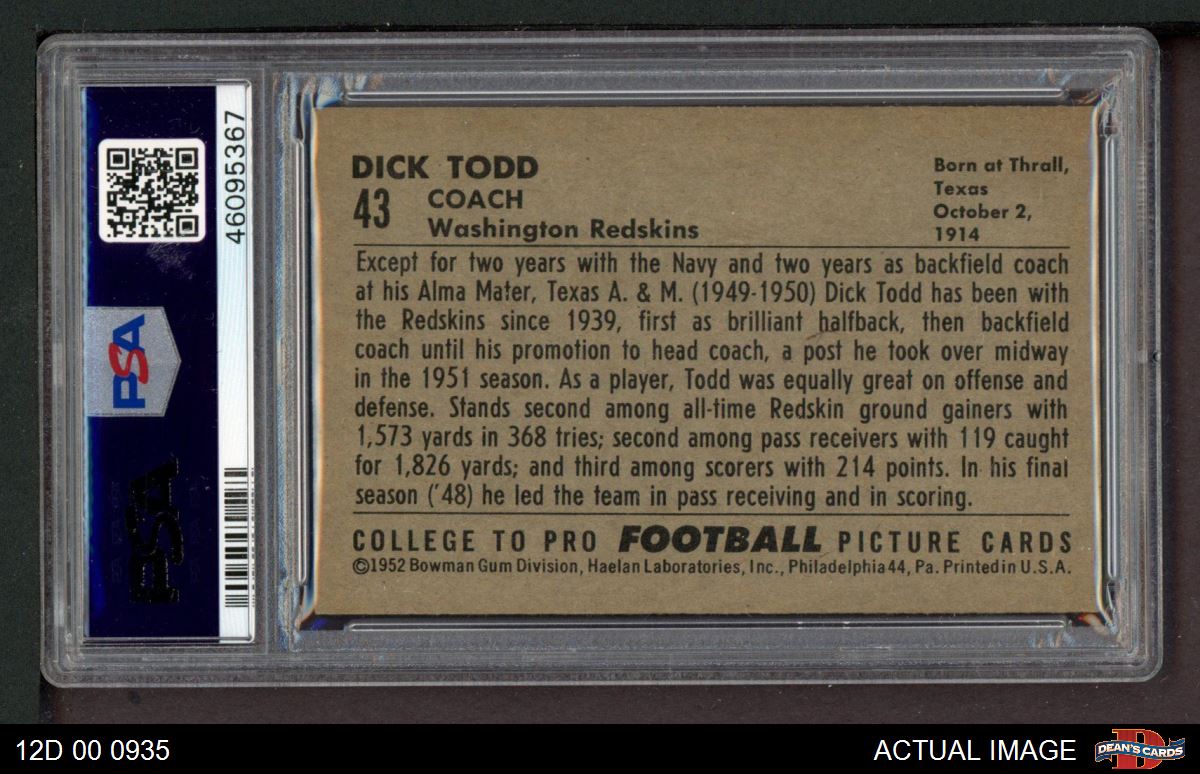 46095367
PSA
PSA
DICK TODD
43 COACH
Washington Redskins
Born at Thrall,
Texas
October 2,
1914
Except for two years with the Navy and two years as backfield coach
at his Alma Mater, Texas A. & M. (1949-1950) Dick Todd has been with
the Redskins since 1939, first as brilliant halfback, then backfield
coach until his promotion to head coach, a post he took over midway
in the 1951 season. As a player, Todd was equally great on offense and
defense. Stands second among all-time Redskin ground gainers with
1,573 yards in 368 tries; second among pass receivers with 119 caught
for 1,826 yards; and third among scorers with 214 points. In his final
season ('48) he led the team in pass receiving and in scoring.
COLLEGE TO PRO FOOTBALL PICTURE CARDS
©1952 Bowman Gum Division, Haelan Laboratories, Inc., Philadelphia 44, Pa. Printed in U.S.A.
12D 00 0935
ACTUAL IMAGE
DEAN'S CARDS